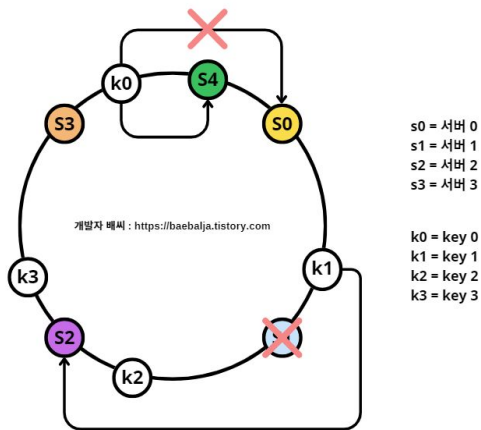 k0
S4
S3
S0
s0 = 서버 0
s1 = 서버 1
s2 = 서버 2
s3 = 서버 3
개발자 배씨 : https://baebalja.tistory.com
k0 = key 0
k1 = key 1
k2 = key 2
k3 = key 3
k1
k3
S2
k2